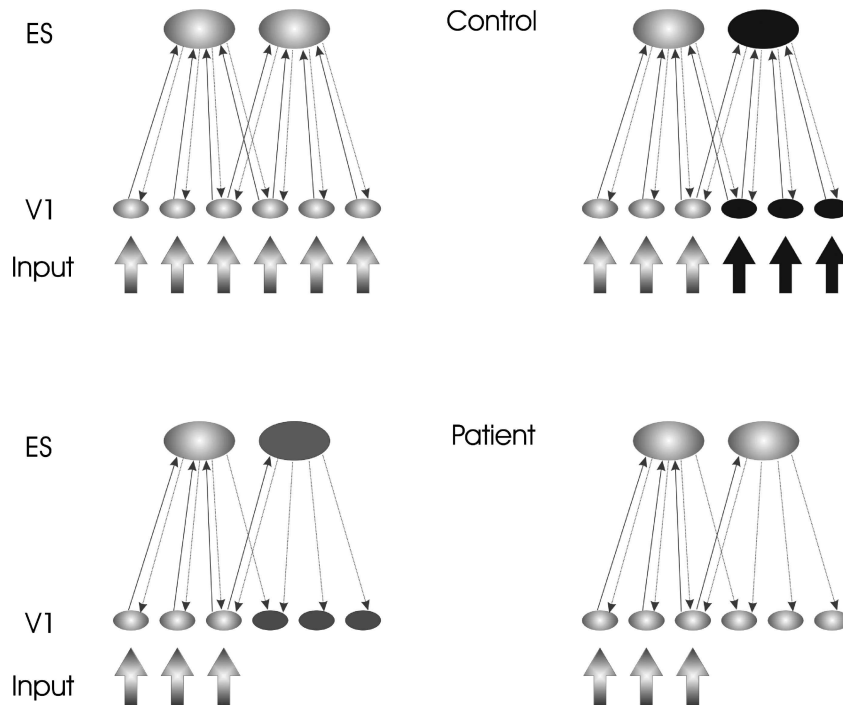 ES
Control
V1
Input
ES
Patient
V1
Input